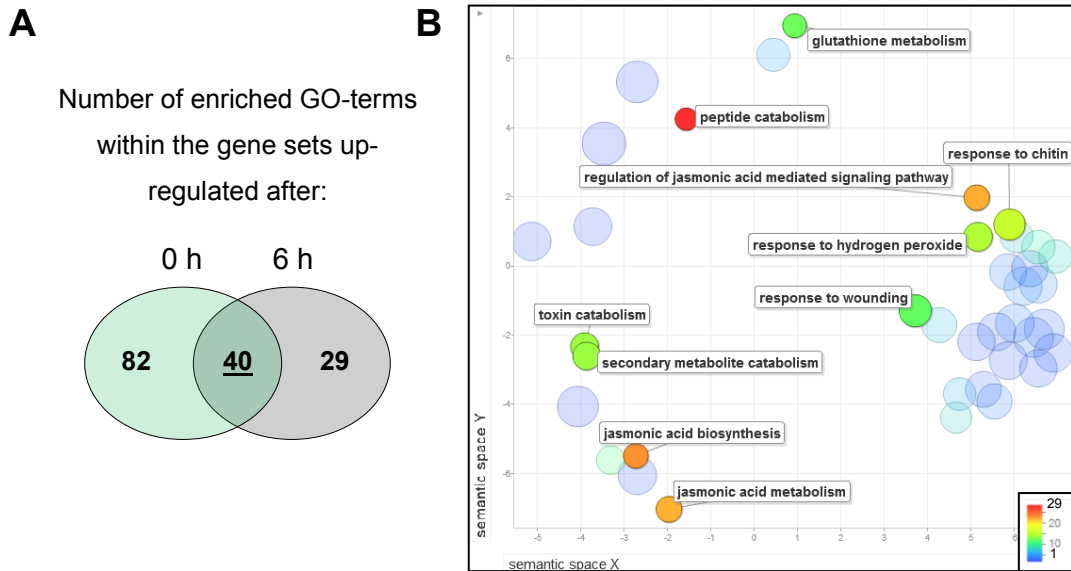 A
Number of enriched GO-terms
within the gene sets up-
regulated after:
0 h 6 h
82 40 29
B
glutathione metabolism
peptide catabolism
response to chitin
regulation of jasmonic acid mediated signaling pathway
response to hydrogen peroxide
response to wounding
toxin catabolism
secondary metabolite catabolism
jasmonic acid biosynthesis
jasmonic acid metabolism
6
4
2
0
-2
-4
-6
semantic space Y
-5 -4 -3 -2 -1 0 1 2 3 4 5 6
semantic space X
29
20
10
1